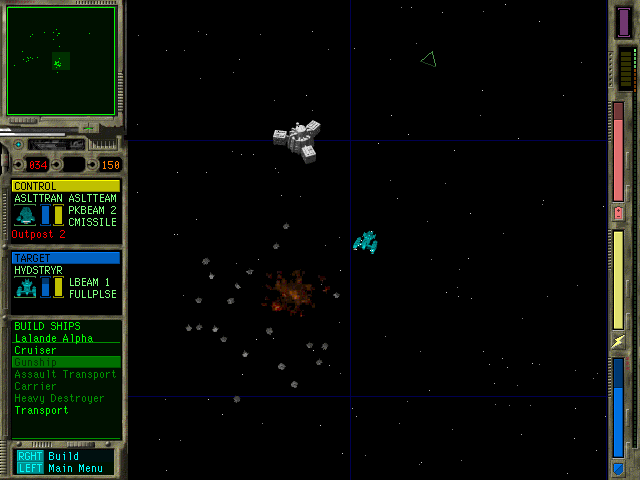 034 150
CONTROL
ASLTTRAN ASLTTEAM
PKBEAM 2
CMISSILE
Outpost 2
TARGET
HVDSTRYR
LBEAM 1
FULLPLSE
BUILD SHIPS
Lalande Alpha
Cruiser
Gunship
Assault Transport
Carrier
Heavy Destroyer
Transport
RGHT Build
LEFT Main Menu